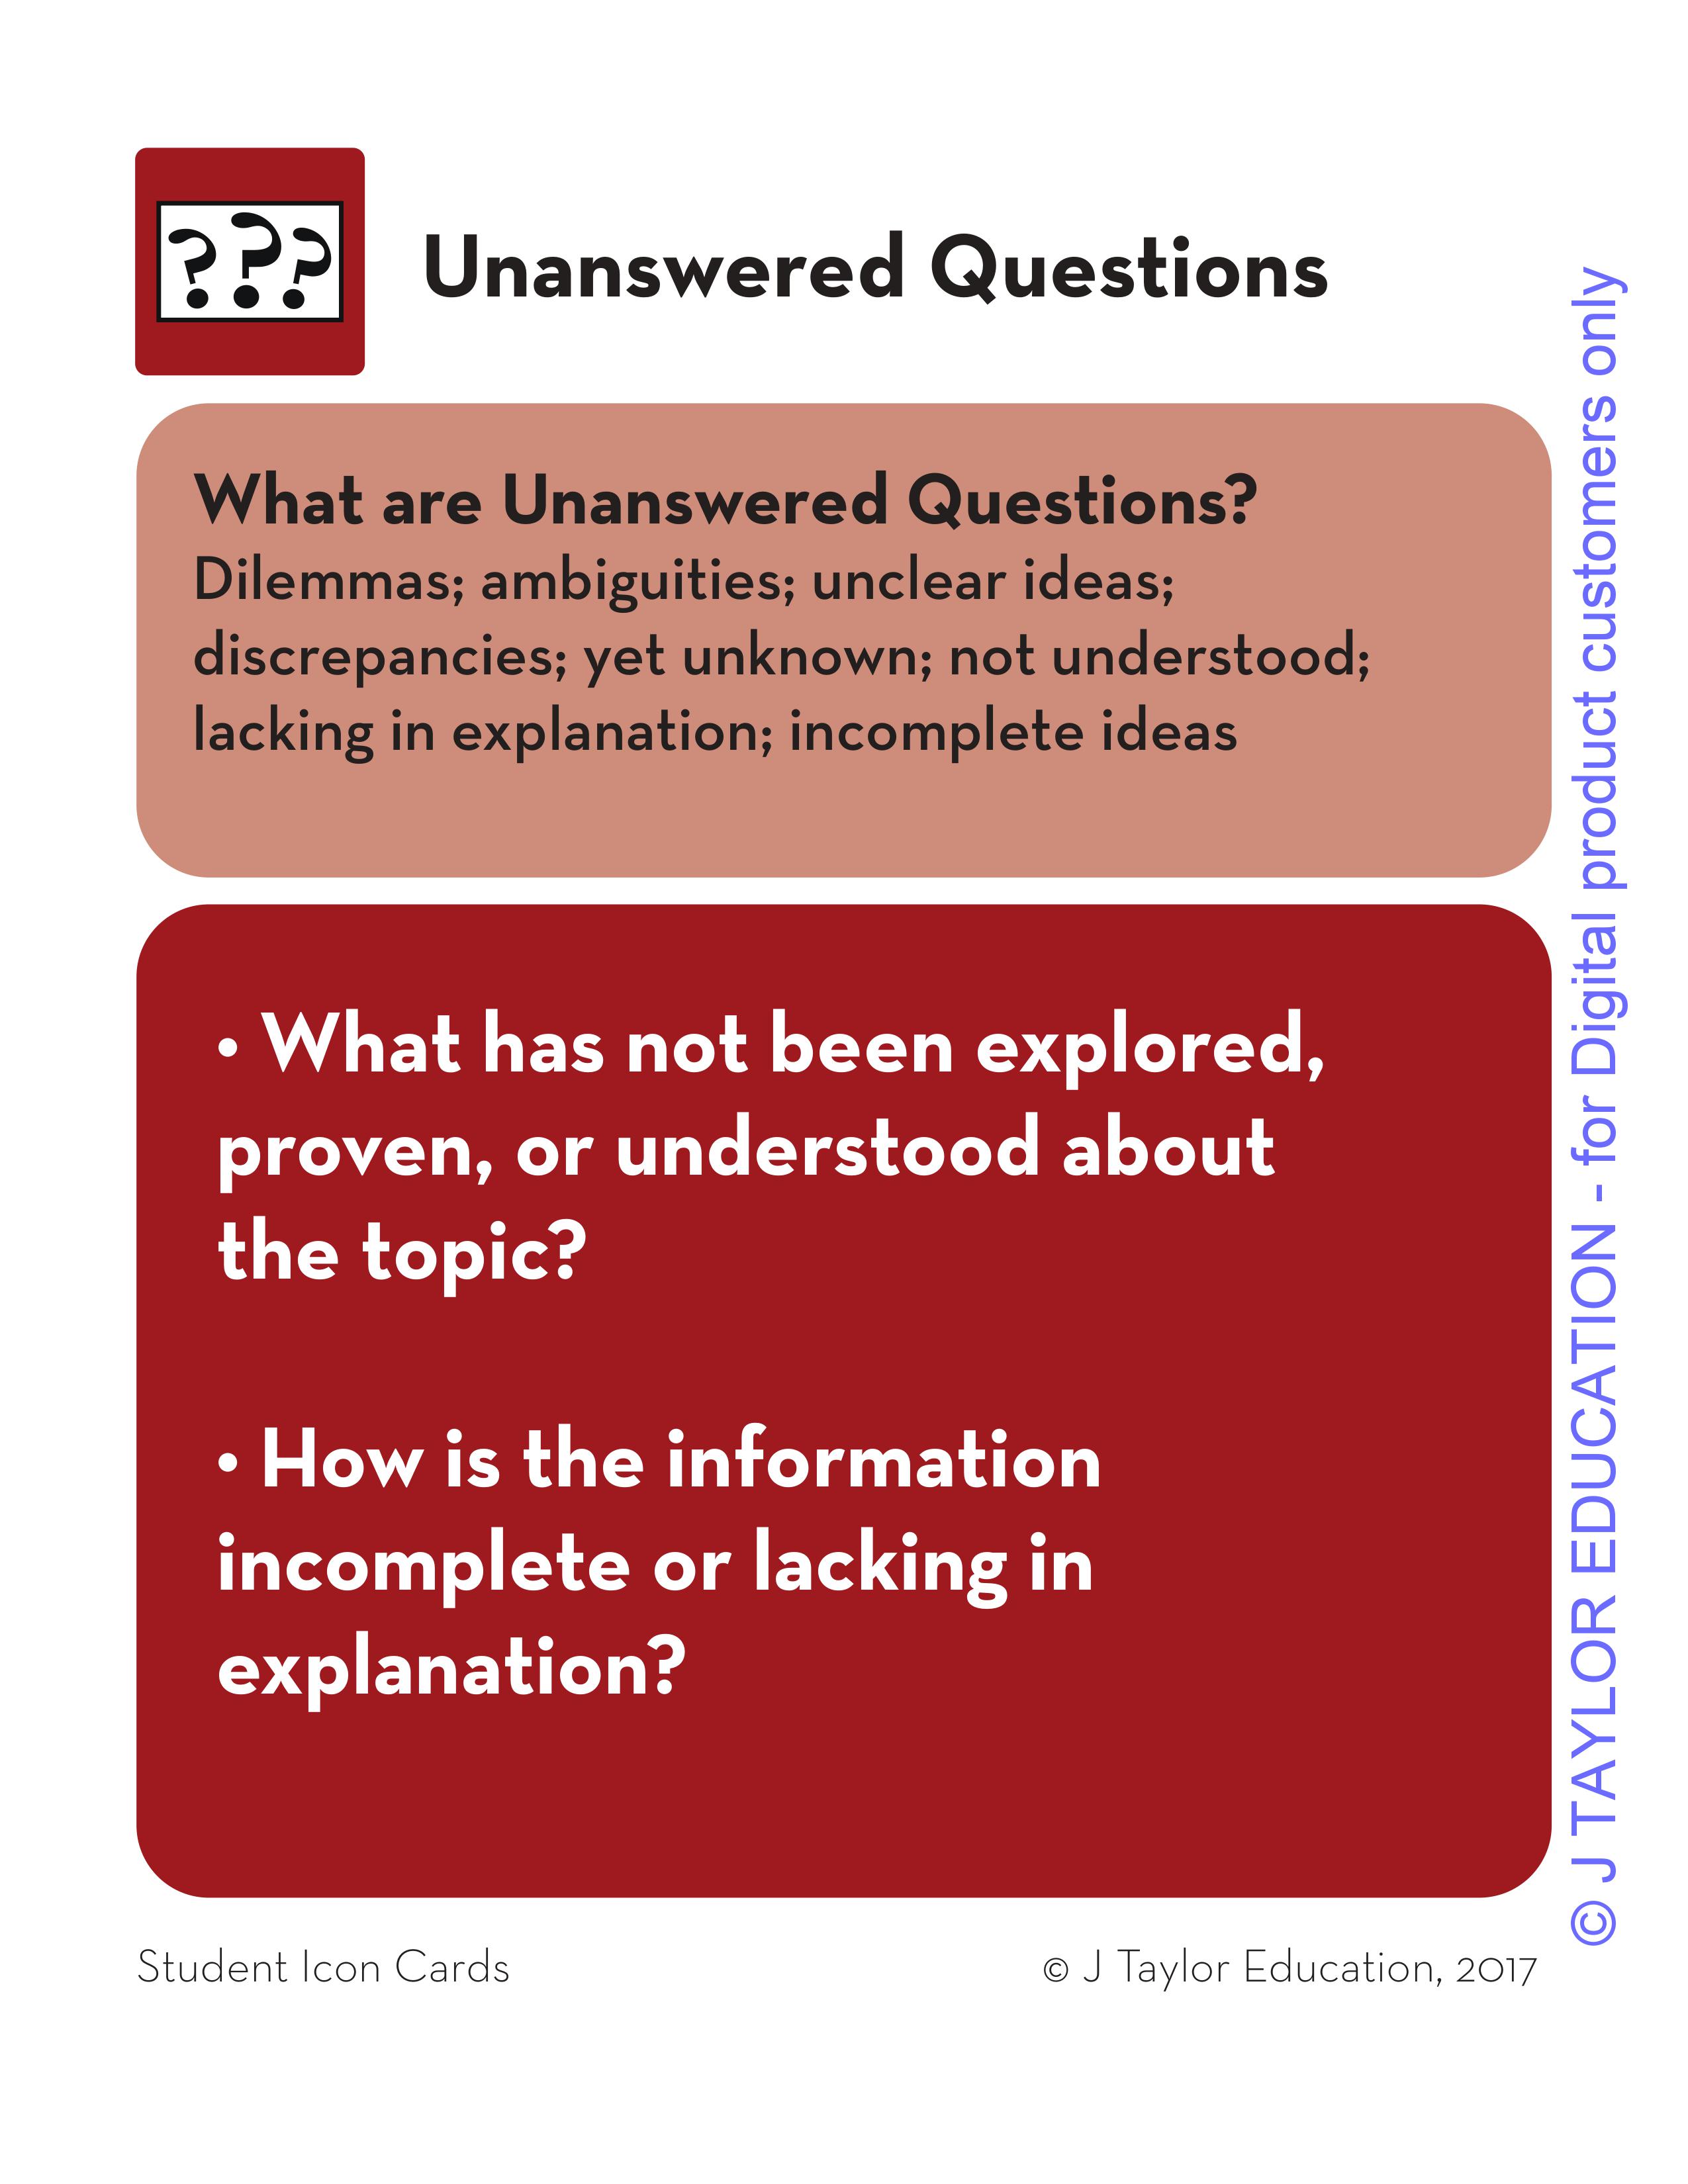 ???
Unanswered Questions
What are Unanswered Questions?
Dilemmas; ambiguities; unclear ideas;
discrepancies; yet unknown; not understood;
lacking in explanation; incomplete ideas
• What has not been explored,
proven, or understood about
the topic?
• How is the information
incomplete or lacking in
explanation?
Student Icon Cards
© J Taylor Education, 2017
© J TAYLOR EDUCATION - for Digital product customers only